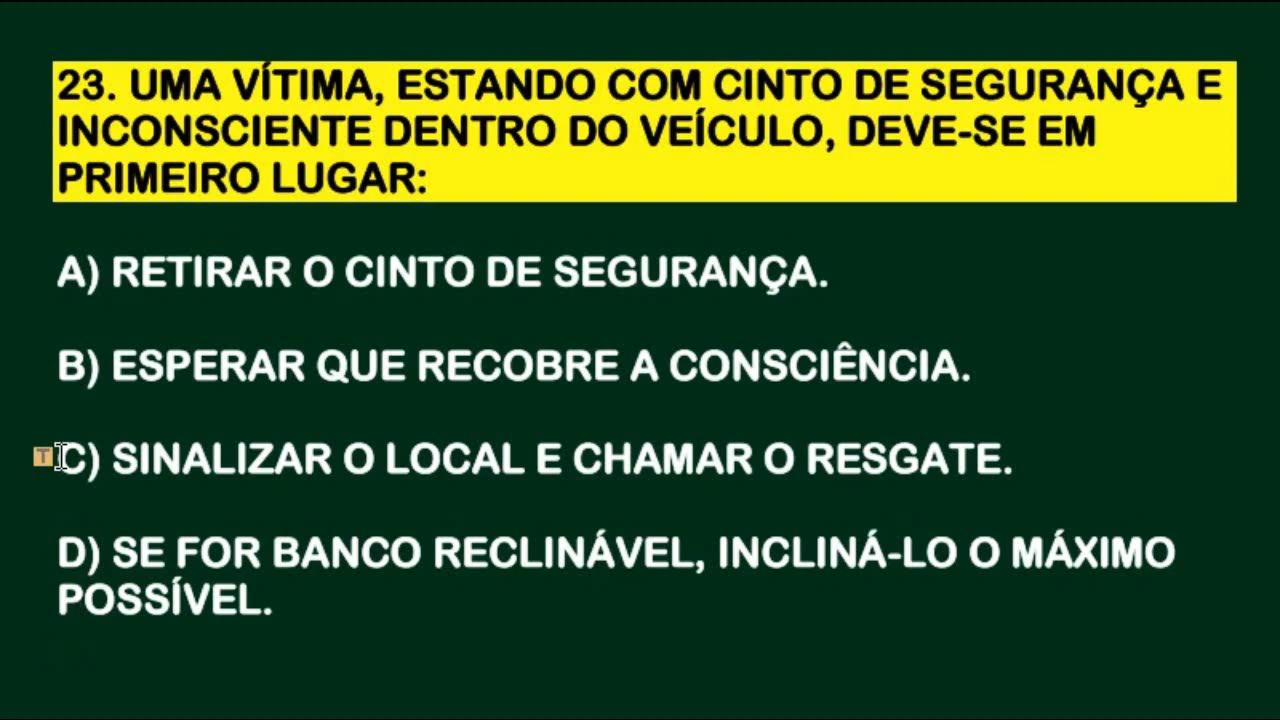 23. UMA VÍTIMA, ESTANDO COM CINTO DE SEGURANÇA E
INCONSCIENTE DENTRO DO VEÍCULO, DEVE-SE EM
PRIMEIRO LUGAR:
A) RETIRAR O CINTO DE SEGURANÇA.
B) ESPERAR QUE RECOBRE A CONSCIÊNCIA.
T C) SINALIZAR O LOCAL E CHAMAR O RESGATE.
D) SE FOR BANCO RECLINÁVEL, INCLINÁ-LO O MÁXIMO
POSSÍVEL.